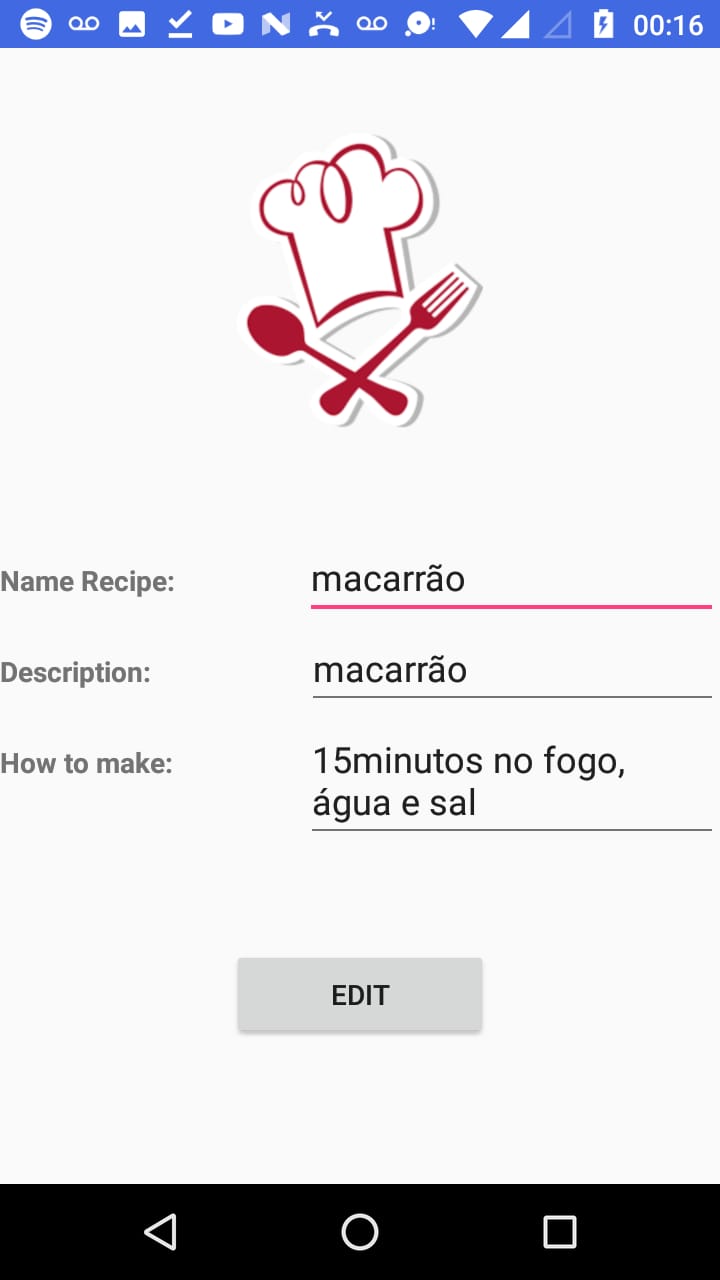 00:16
Name Recipe: macarrão
Description: macarrão
How to make: 15minutos no fogo,
água e sal
EDIT